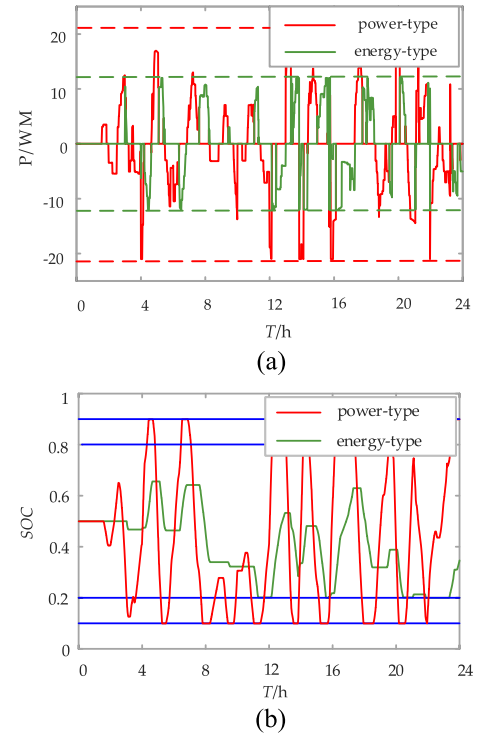 20
power-type
energy-type
10
P/WM
0
-10
-20
0 4 8 12 16 20 24
T/h
(a)
1
power-type
0.8
energy-type
0.6
SOC
0.4
0.2
0
0 4 8 12 16 20 24
T/h
(b)